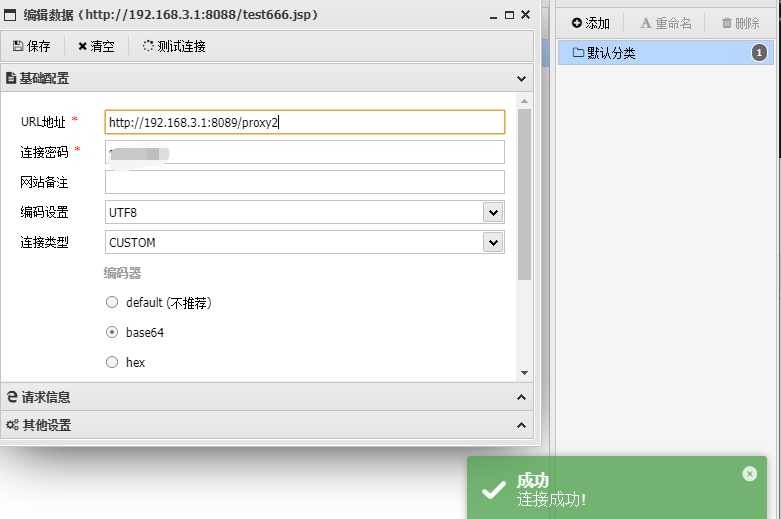 编辑数据 (http://192.168.3.1:8088/test666.jsp)
保存 清空 测试连接
添加 重命名 删除
基础配置
默认分类 1
URL地址 * http://192.168.3.1:8089/proxy2
连接密码 *
网站备注
编码设置 UTF8
连接类型 CUSTOM
编码器
default (不推荐)
base64
hex
请求信息
其他设置
成功
连接成功!